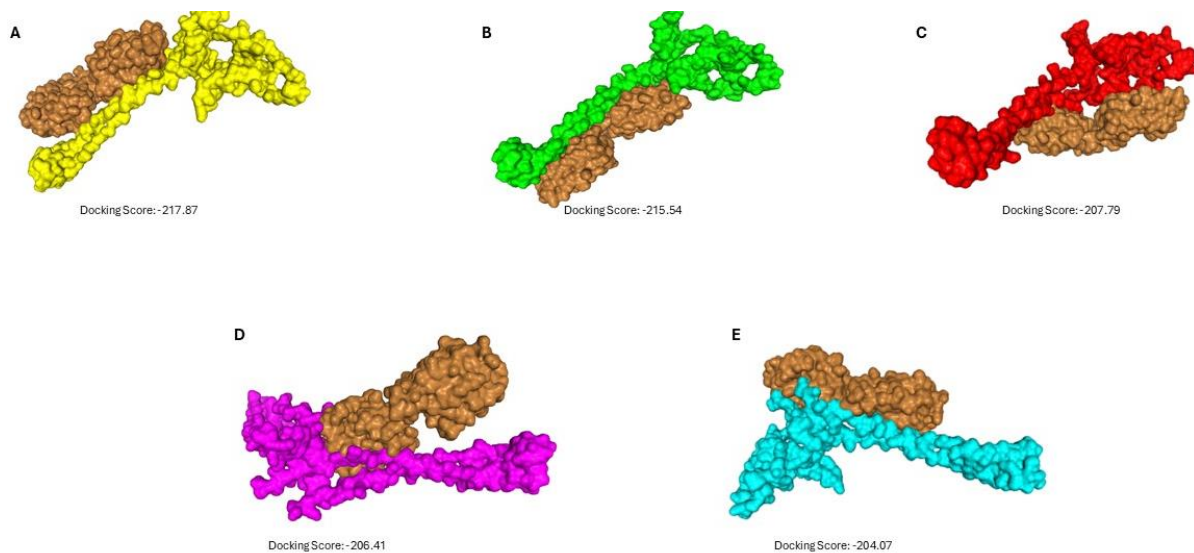 A
B
C
Docking Score: -217.87
Docking Score: -215.54
Docking Score: -207.79
D
E
Docking Score: -206.41
Docking Score: -204.07